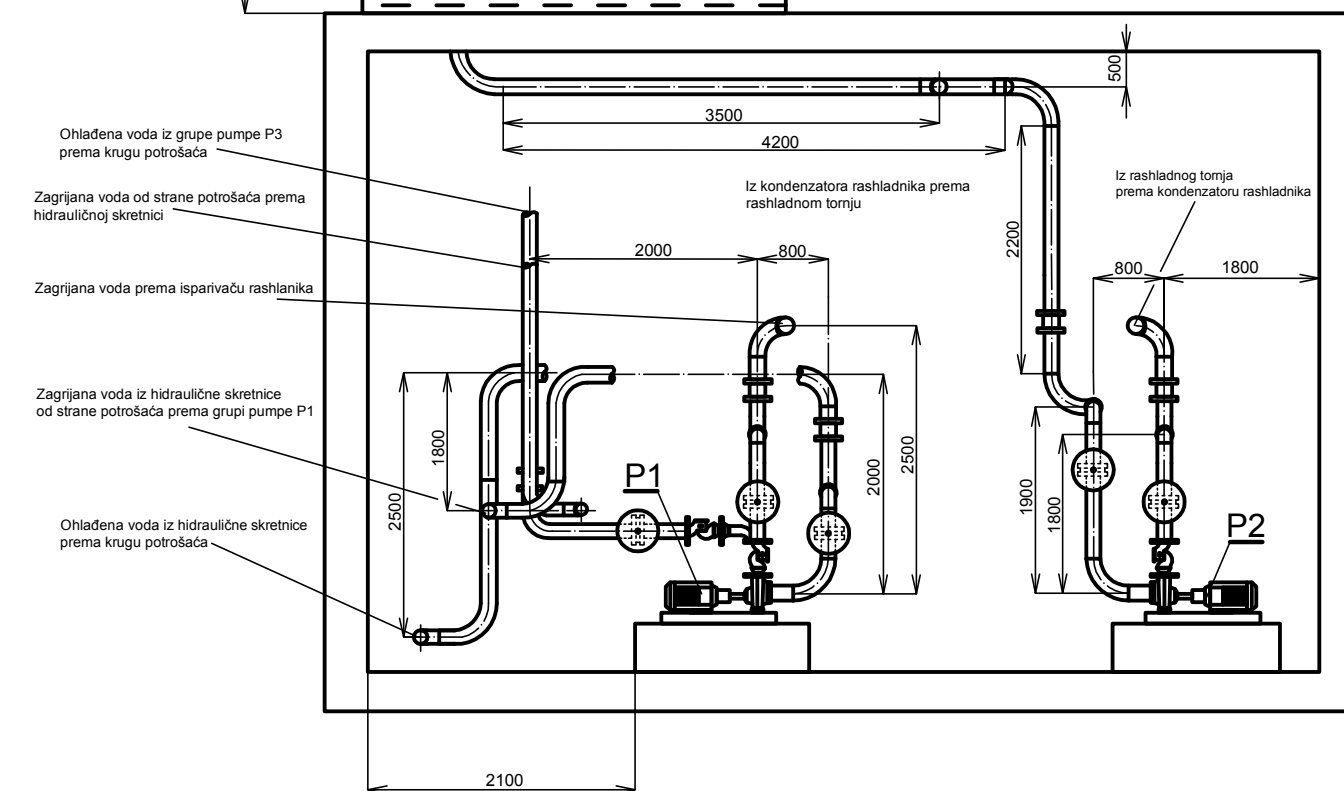 500
3500
4200
Ohlađena voda iz grupe pumpe P3
prema krugu potrošaća
Zagrijana voda od strane potrošaća prema
hidrauličnoj skretnici
Iz kondenzatora rashladnika prema
rashladnom tornju
Iz rashladnog tornja
prema kondenzatoru rashladnika
2200
2000
800
800
1800
Zagrijana voda prema isparivaču rashlanika
Zagrijana voda iz hidraulične skretnice
od strane potrošaća prema grupi pumpe P1
1800
2500
2000
2500
1900
1800
P1
P2
Ohlađena voda iz hidraulične skretnice
prema krugu potrošaća
2100